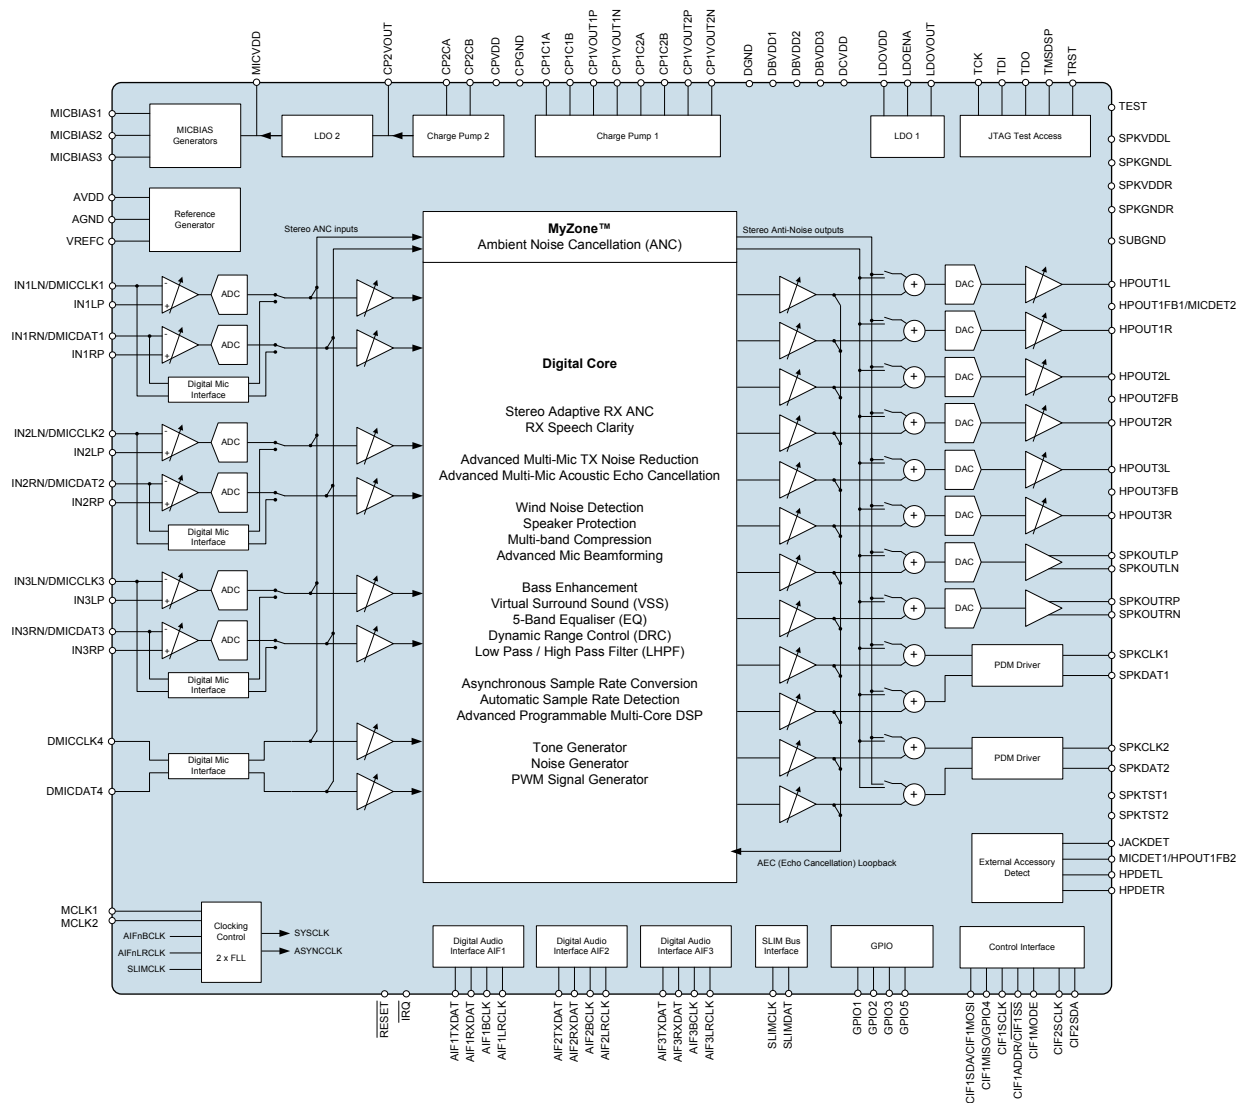 MICVDD
CP2VOUT
CP2CA
CP2CB
CPVDD
CPGND
CP1C1A
CP1C1B
CP1VOUT1P
CP1VOUT1N
CP1C2A
CP1C2B
CP1VOUT2P
CP1VOUT2N
DGND
DBVDD1
DBVDD2
DBVDD3
DCVDD
LDOVDD
LDOENA
LDOVOUT
TCK
TDI
TDO
TMSDSP
TRST
MICBIAS1
MICBIAS2
MICBIAS3
MICBIAS
Generators
LDO 2
Charge Pump 2
Charge Pump 1
LDO 1
JTAG Test Access
TEST
SPKVDDL
SPKGNDL
SPKVDDR
SPKGNDR
SUBGND
AVDD
AGND
VREFC
Reference
Generator
Stereo ANC inputs
MyZone™
Ambient Noise Cancellation (ANC)
Stereo Anti-Noise outputs
IN1LN/DMICCLK1
IN1LP
IN1RN/DMICDAT1
IN1RP
-
+
ADC
-
+
ADC
Digital Mic
Interface
IN2LN/DMICCLK2
IN2LP
IN2RN/DMICDAT2
IN2RP
-
+
ADC
-
+
ADC
Digital Mic
Interface
IN3LN/DMICCLK3
IN3LP
IN3RN/DMICDAT3
IN3RP
-
+
ADC
-
+
ADC
Digital Mic
Interface
DMICCLK4
DMICDAT4
Digital Mic
Interface
Digital Core
Stereo Adaptive RX ANC
RX Speech Clarity
Advanced Multi-Mic TX Noise Reduction
Advanced Multi-Mic Acoustic Echo Cancellation
Wind Noise Detection
Speaker Protection
Multi-band Compression
Advanced Mic Beamforming
Bass Enhancement
Virtual Surround Sound (VSS)
5-Band Equaliser (EQ)
Dynamic Range Control (DRC)
Low Pass / High Pass Filter (LHPF)
Asynchronous Sample Rate Conversion
Automatic Sample Rate Detection
Advanced Programmable Multi-Core DSP
Tone Generator
Noise Generator
PWM Signal Generator
+
DAC
HPOUT1L
HPOUT1FB1/MICDET2
+
DAC
HPOUT1R
+
DAC
HPOUT2L
HPOUT2FB
+
DAC
HPOUT2R
+
DAC
HPOUT3L
HPOUT3FB
+
DAC
HPOUT3R
+
DAC
SPKOUTLP
SPKOUTLN
+
DAC
SPKOUTRP
SPKOUTRN
+
+
PDM Driver
SPKCLK1
SPKDAT1
+
+
PDM Driver
SPKCLK2
SPKDAT2
SPKTST1
SPKTST2
AEC (Echo Cancellation) Loopback
External Accessory
Detect
JACKDET
MICDET1/HPOUT1FB2
HPDETL
HPDETR
MCLK1
MCLK2
AIFnBCLK
AIFnLRCLK
SLIMCLK
Clocking
Control
2 x FLL
SYSCLK
ASYNCCLK
Digital Audio
Interface AIF1
Digital Audio
Interface AIF2
Digital Audio
Interface AIF3
SLIM Bus
Interface
GPIO
Control Interface
RESET
IRQ
AIF1TXDAT
AIF1RXDAT
AIF1BCLK
AIF1LRCLK
AIF2TXDAT
AIF2RXDAT
AIF2BCLK
AIF2LRCLK
AIF3TXDAT
AIF3RXDAT
AIF3BCLK
AIF3LRCLK
SLIMCLK
SLIMDAT
GPIO1
GPIO2
GPIO3
GPIO5
CIF1SDA/CIF1MOSI
CIF1MISO/GPIO4
CIF1SCLK
CIF1ADDR/CIF1SS
CIF1MODE
CIF2SCLK
CIF2SDA